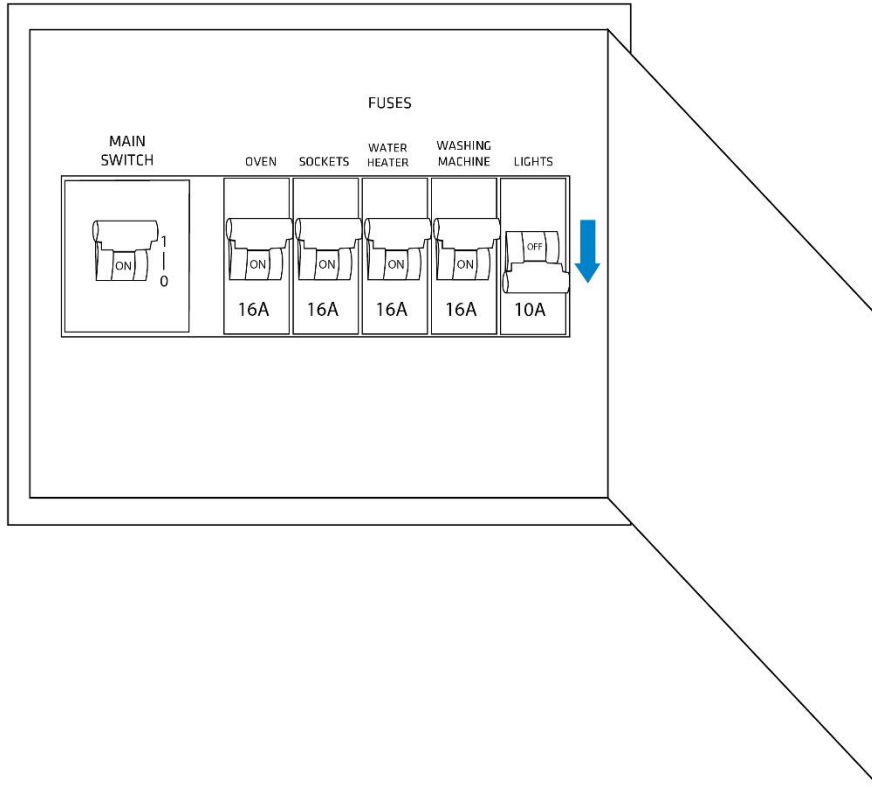 FUSES
MAIN
SWITCH
OVEN
SOCKETS
WATER
HEATER
WASHING
MACHINE
LIGHTS
ON
1
0
ON
ON
ON
ON
OFF
16A
16A
16A
16A
10A